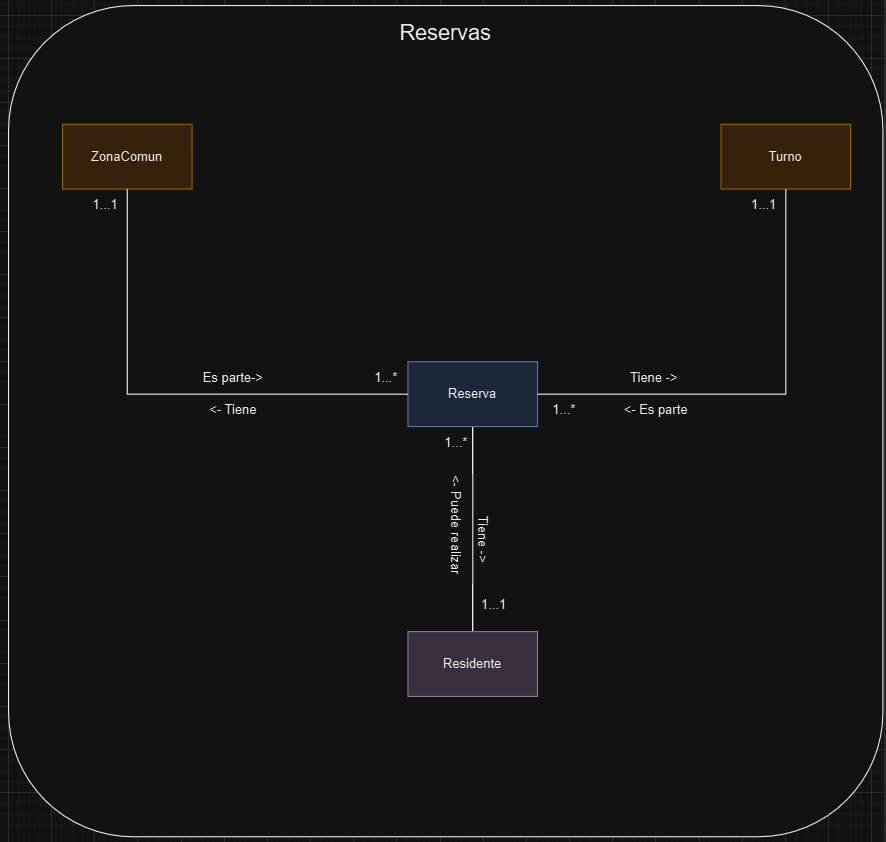 Reservas
ZonaComun
Turno
1...1
1...1
Es parte->
1...*
Reserva
Tiene ->
<- Tiene
1...*
<- Es parte
1...*
<- Puede realizar
Tiene ->
1...1
Residente